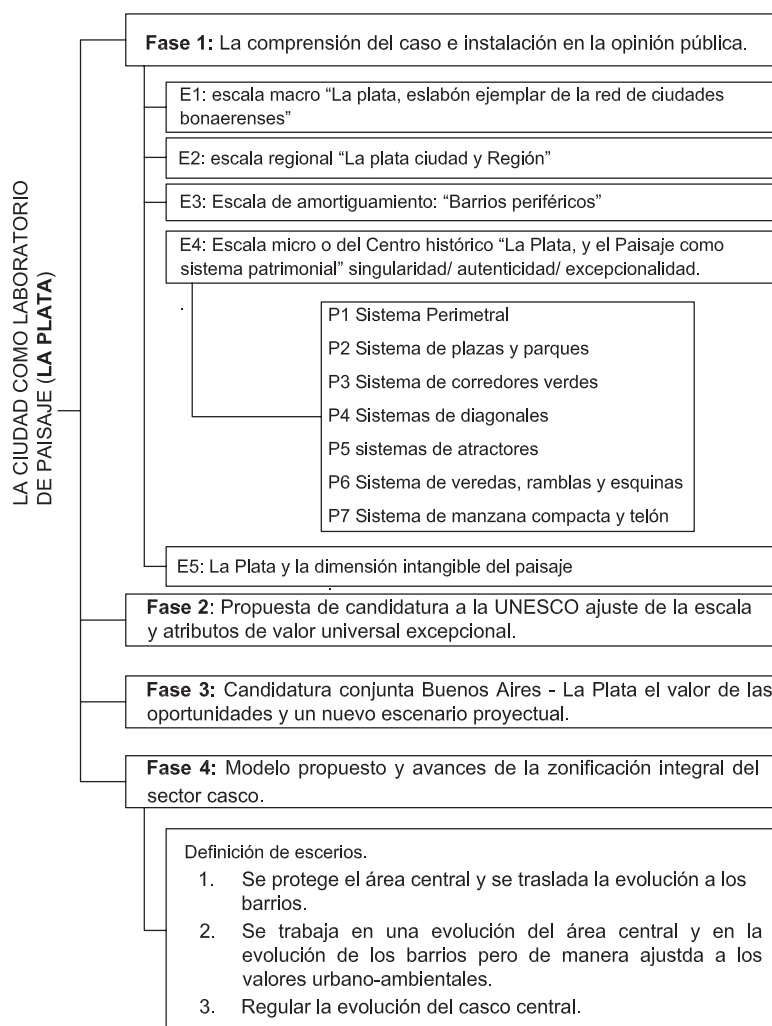 LA CIUDAD COMO LABORATORIO
DE PAISAJE (LA PLATA)
Fase 1: La comprensión del caso e instalación en la opinión pública.
E1: escala macro “La plata, eslabón ejemplar de la red de ciudades
bonaerenses”
E2: escala regional “La plata ciudad y Región”
E3: Escala de amortiguamiento: “Barrios periféricos”
E4: Escala micro o del Centro histórico “La Plata, y el Paisaje como
sistema patrimonial” singularidad/ autenticidad/ excepcionalidad.
P1 Sistema Perimetral
P2 Sistema de plazas y parques
P3 Sistema de corredores verdes
P4 Sistemas de diagonales
P5 sistemas de atractores
P6 Sistema de veredas, ramblas y esquinas
P7 Sistema de manzana compacta y telón
E5: La Plata y la dimensión intangible del paisaje
Fase 2: Propuesta de candidatura a la UNESCO ajuste de la escala
y atributos de valor universal excepcional.
Fase 3: Candidatura conjunta Buenos Aires - La Plata el valor de las
oportunidades y un nuevo escenario proyectual.
Fase 4: Modelo propuesto y avances de la zonificación integral del
sector casco.
Definición de escerios.
1. Se protege el área central y se traslada la evolución a los
barrios.
2. Se trabaja en una evolución del área central y en la
evolución de los barrios pero de manera ajustda a los
valores urbano-ambientales.
3. Regular la evolución del casco central.